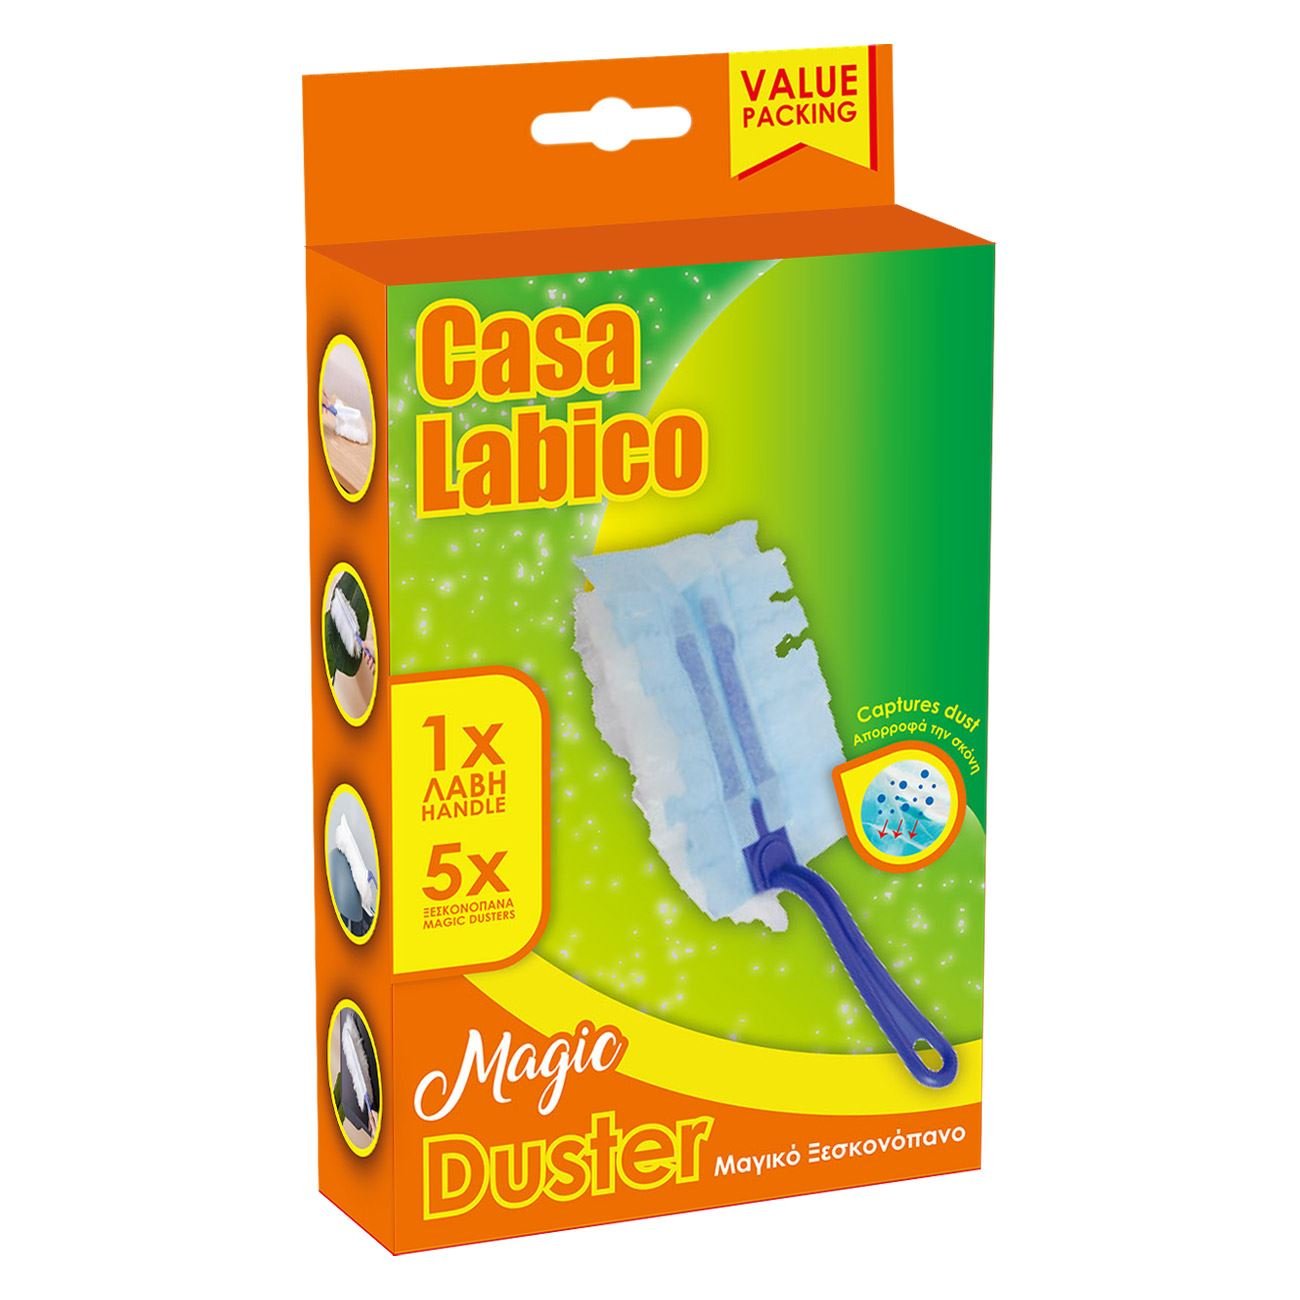 VALUE
PACKING
Casa
Labico
Captures dust
Απορροφά την σκόνη
1x
ΛΑΒΗ
HANDLE
5x
ΞΕΣΚΟΝΟΠΑΝΑ
MAGIC DUSTERS
Magic
Duster
Μαγικό Ξεσκονόπανο